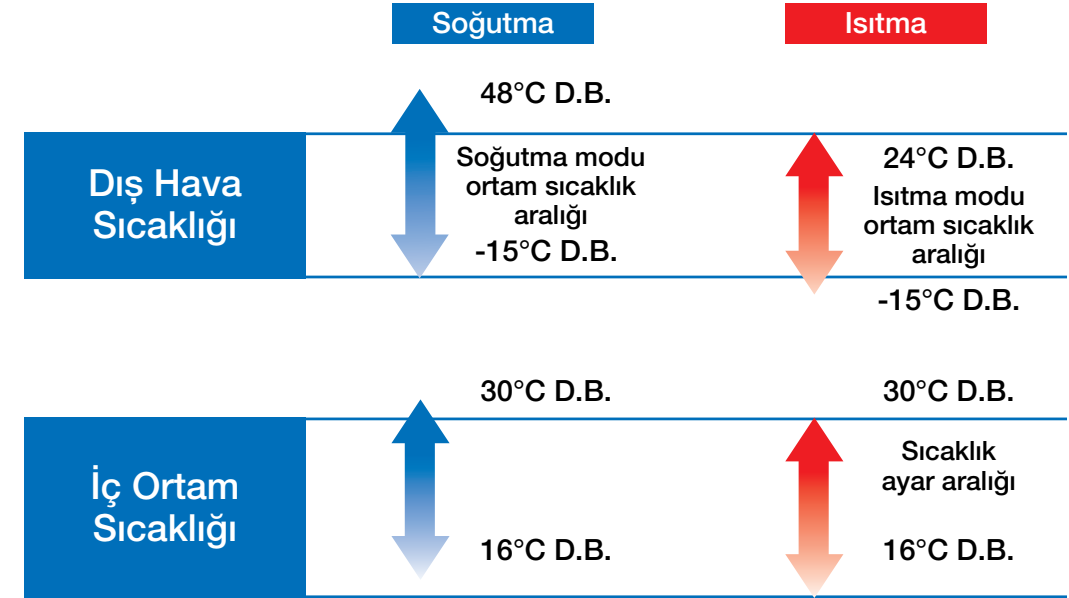 Soğutma
Isıtma
Dış Hava
Sıcaklığı
48°C D.B.
Soğutma modu
ortam sıcaklık
aralığı
-15°C D.B.
24°C D.B.
Isıtma modu
ortam sıcaklık
aralığı
-15°C D.B.
İç Ortam
Sıcaklığı
30°C D.B.
16°C D.B.
30°C D.B.
Sıcaklık
ayar aralığı
16°C D.B.